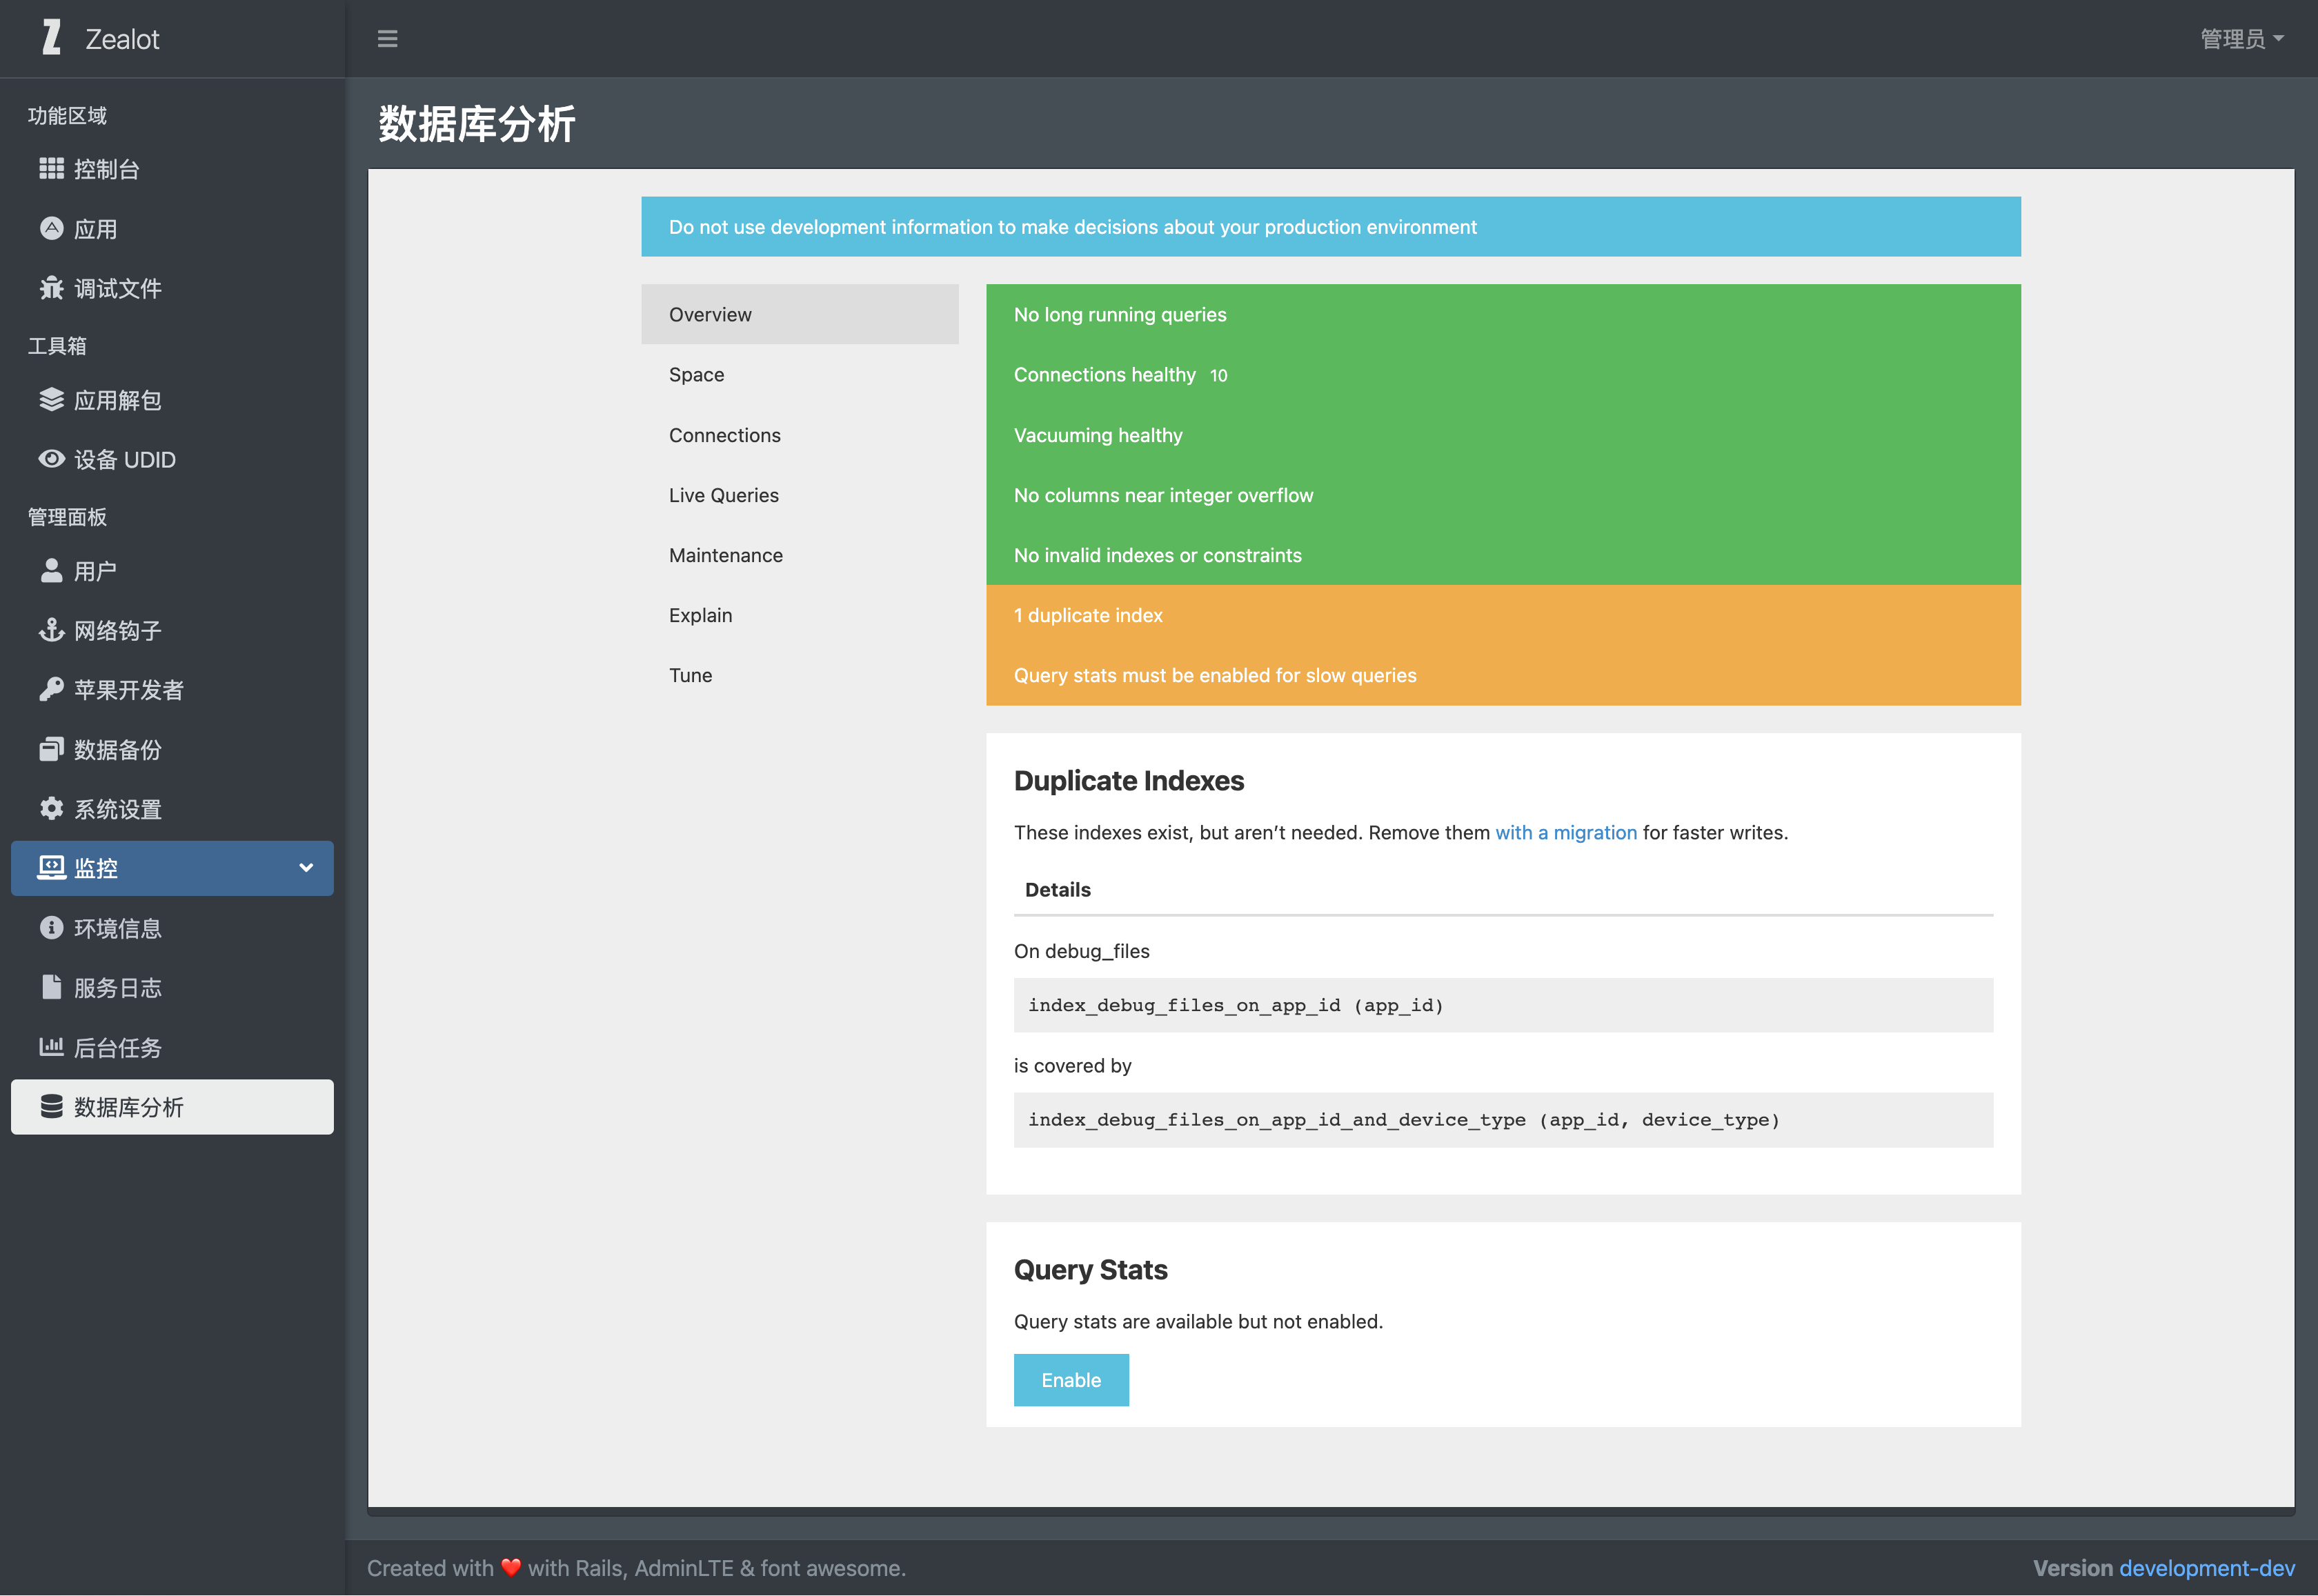 Zealot
管理员
功能区域
控制台
应用
调试文件
工具箱
应用解包
设备 UDID
管理面板
用户
网络钩子
苹果开发者
数据备份
系统设置
监控
环境信息
服务日志
后台任务
数据库分析
数据库分析
Do not use development information to make decisions about your production environment
Overview
Space
Connections
Live Queries
Maintenance
Explain
Tune
No long running queries
Connections healthy 10
Vacuuming healthy
No columns near integer overflow
No invalid indexes or constraints
1 duplicate index
Query stats must be enabled for slow queries
Duplicate Indexes
These indexes exist, but aren’t needed. Remove them with a migration for faster writes.
Details
On debug_files
index_debug_files_on_app_id (app_id)
is covered by
index_debug_files_on_app_id_and_device_type (app_id, device_type)
Query Stats
Query stats are available but not enabled.
Enable
Created with ❤️ with Rails, AdminLTE & font awesome.
Version development-dev